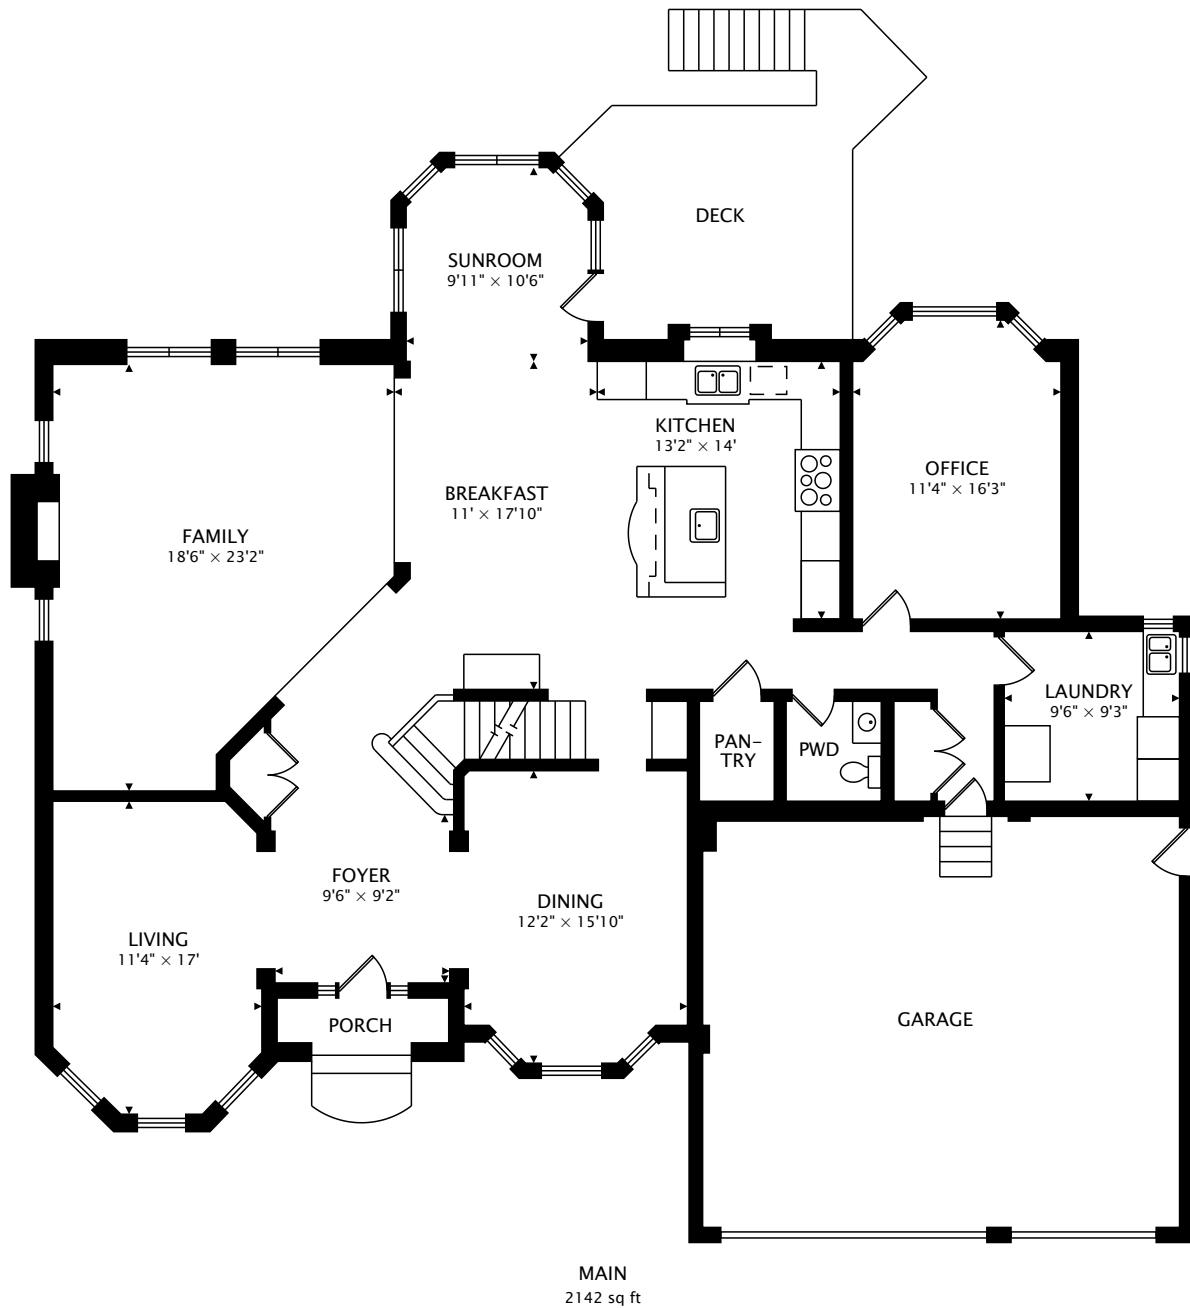 DECK
SUNROOM
9'11" × 10'6"
KITCHEN
13'2" × 14'
OFFICE
11'4" × 16'3"
BREAKFAST
11' × 17'10"
FAMILY
18'6" × 23'2"
LAUNDRY
9'6" × 9'3"
PAN-
TRY
PWD
FOYER
9'6" × 9'2"
DINING
12'2" × 15'10"
LIVING
11'4" × 17'
PORCH
GARAGE
MAIN
2142 sq ft